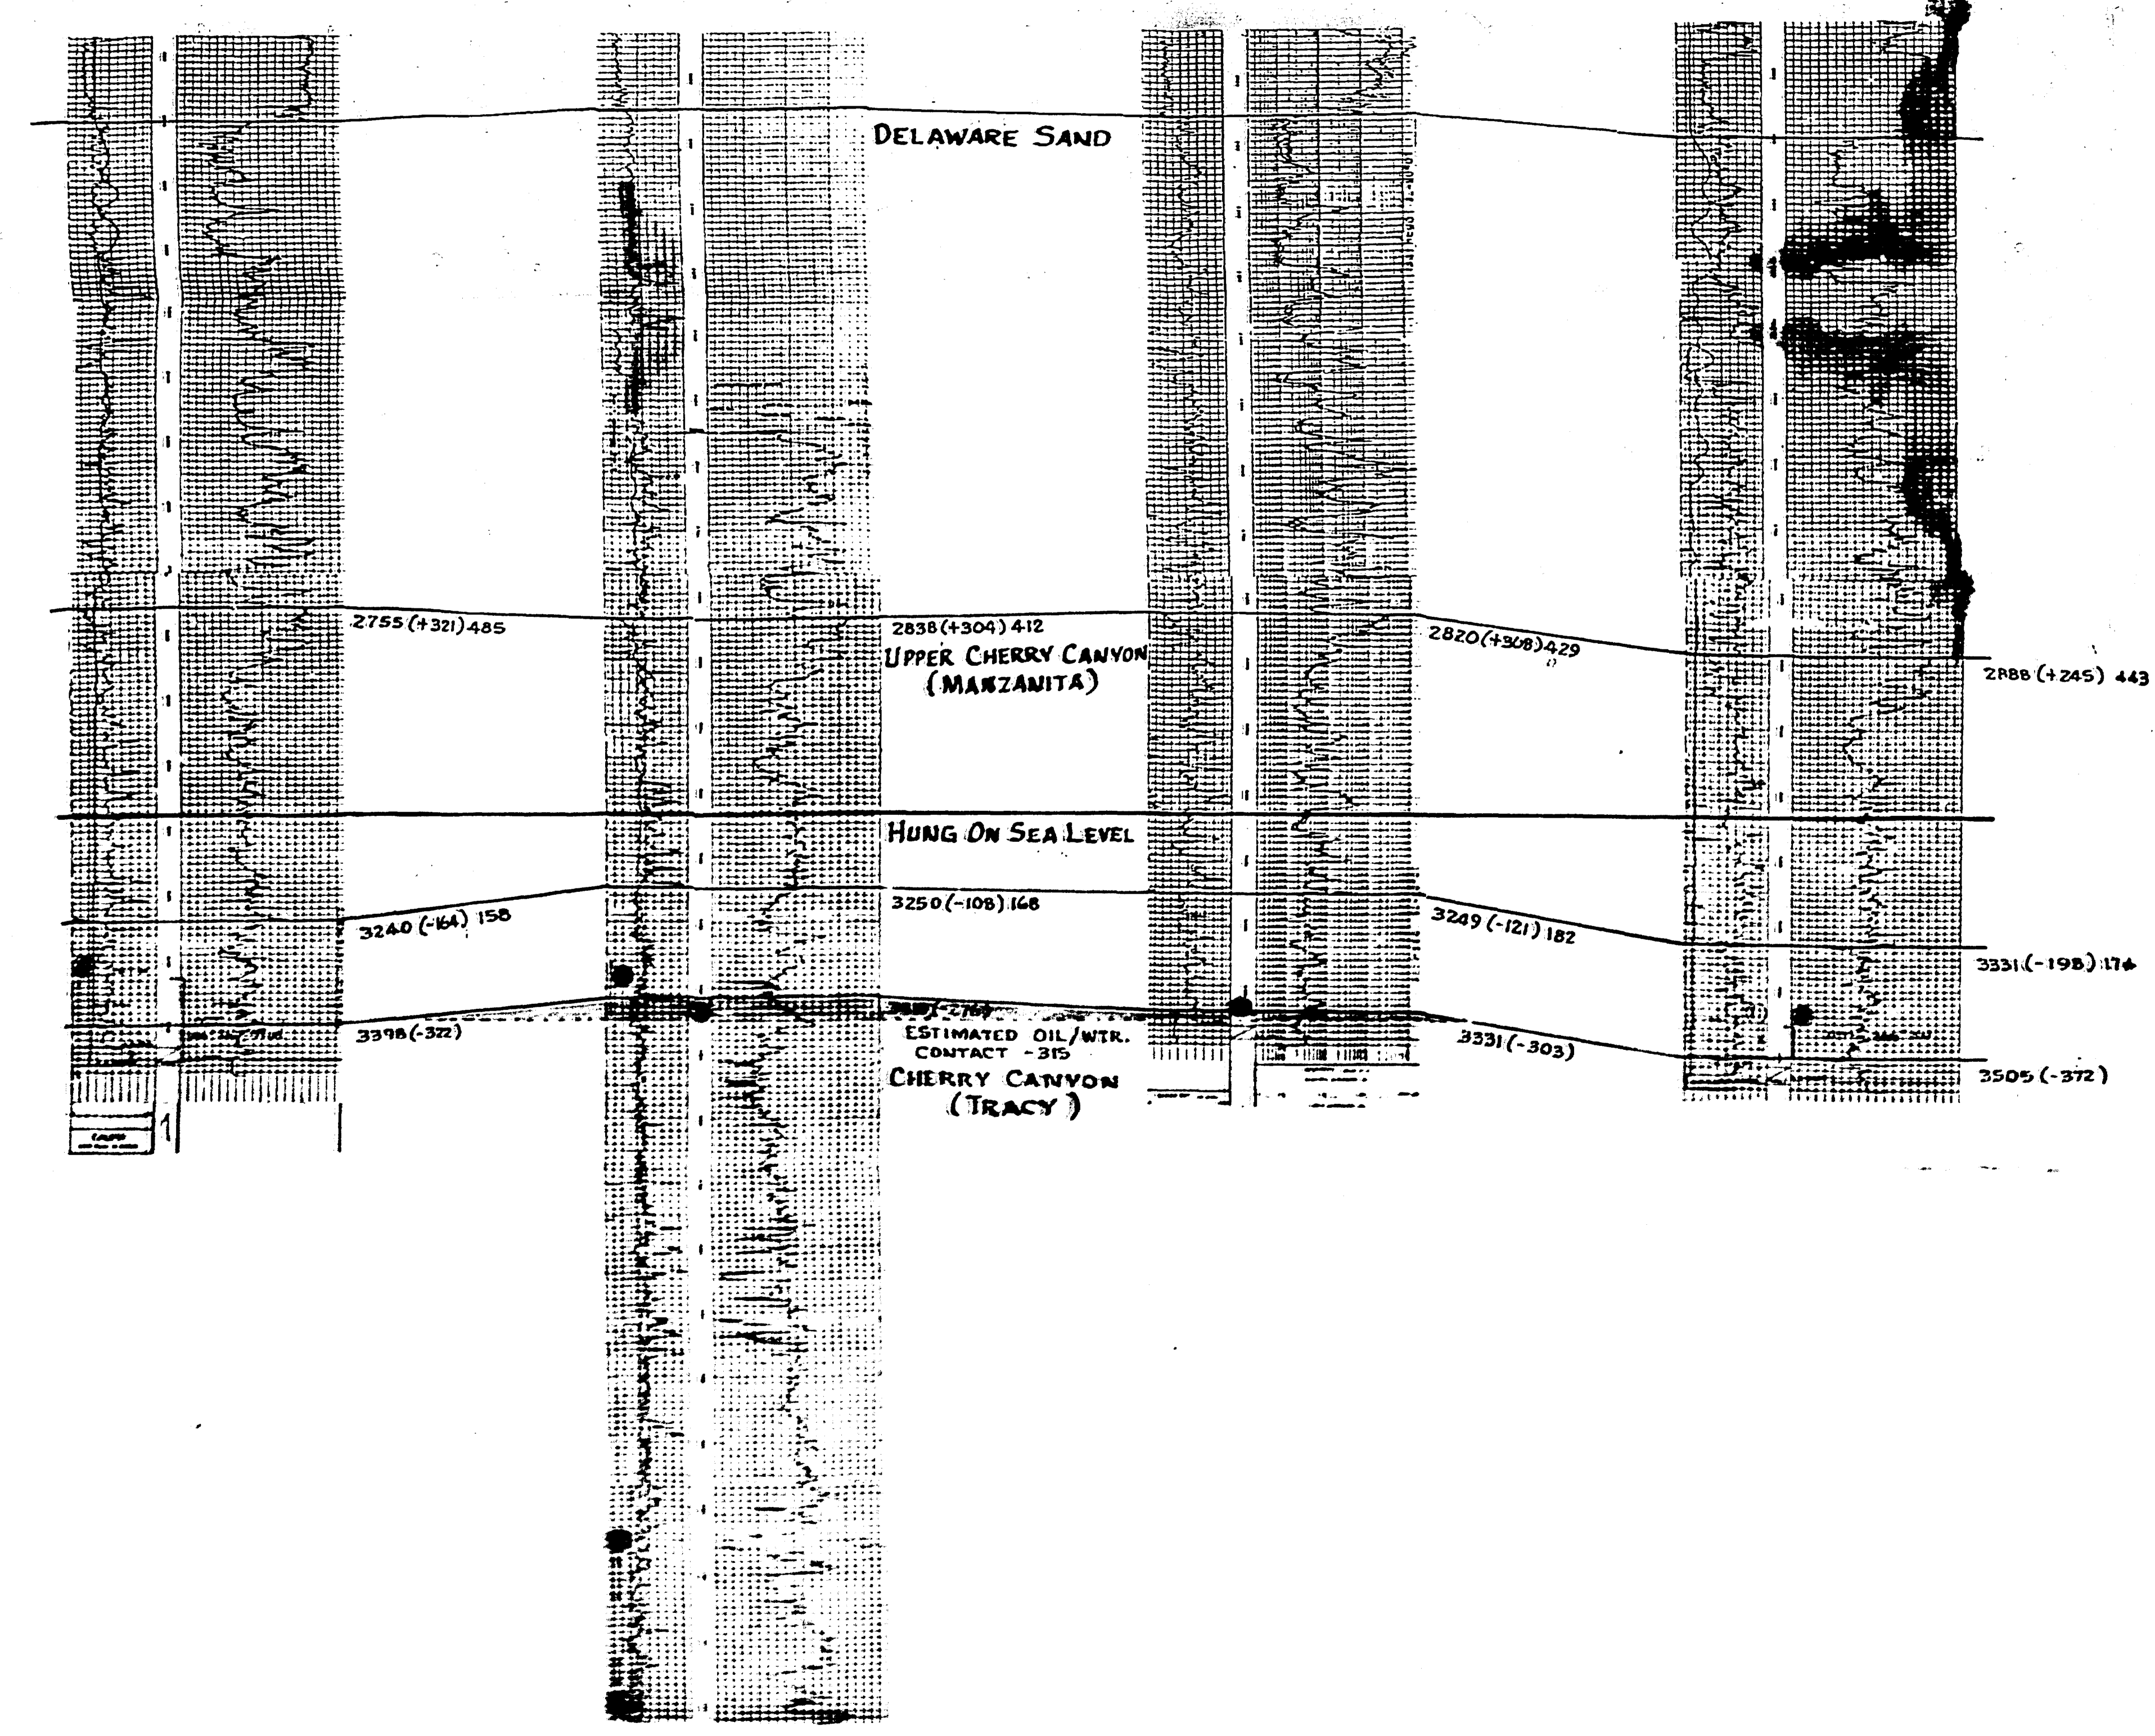 DELAWARE SAND
2755 (+321) 485
2838 (+304) 412
UPPER CHERRY CANYON
(MANZANITA)
2820 (+308) 429
2888 (+245) 443
HUNG ON SEA LEVEL
3240 (-164) 158
3250 (-108) 168
3249 (-121) 182
3331 (-198) 174
3398 (-322)
ESTIMATED OIL/WTR.
CONTACT -315
CHERRY CANYON
(TRACY)
3331 (-303)
3505 (-372)